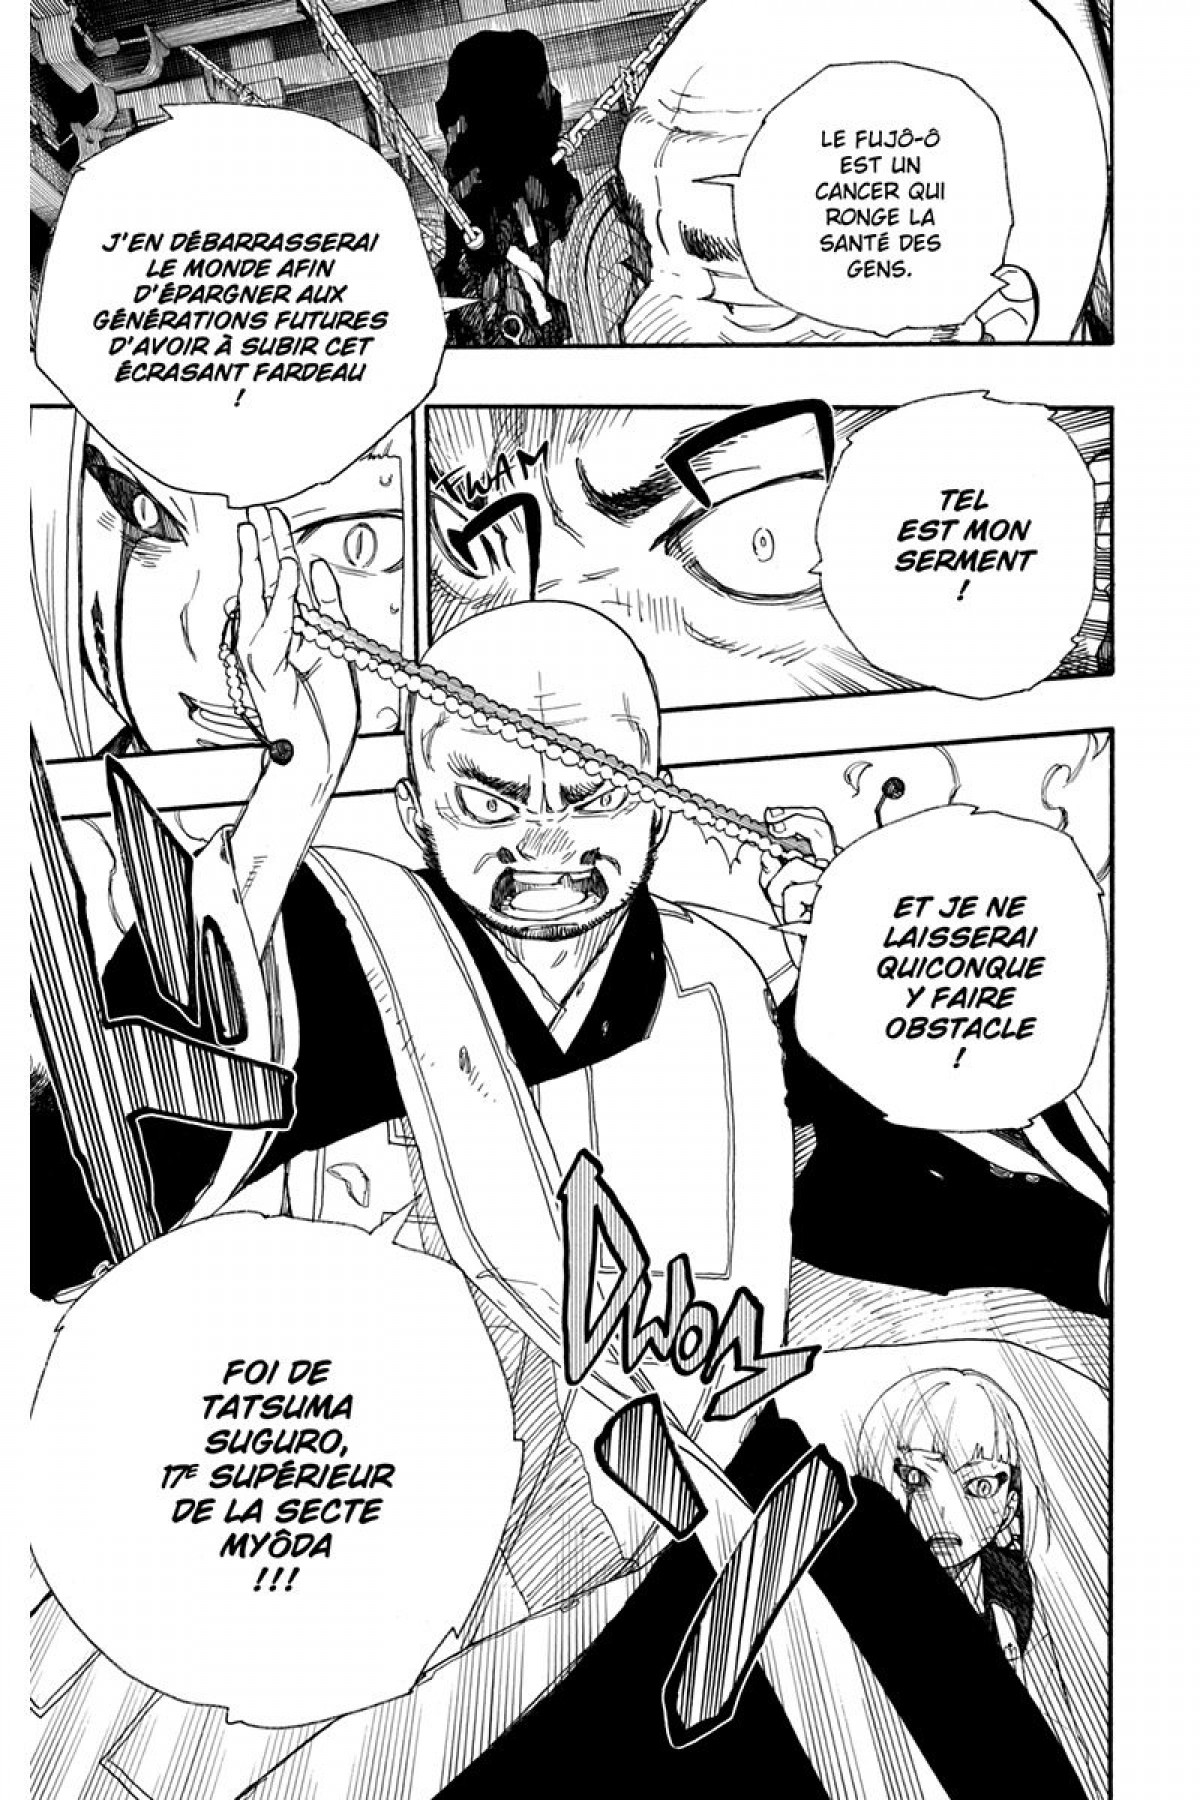 LE FUJÔ-Ô
EST UN
CANCER QUI
RONGE LA
SANTÉ DES
GENS.
J'EN DÉBARRASSERAI
LE MONDE AFIN
D'ÉPARGNER AUX
GÉNÉRATIONS FUTURES
D'AVOIR À SUBIR CET
ÉCRASANT FARDEAU
!
TEL
EST MON
SERMENT
!
FWAM
ET JE NE
LAISSERAI
QUICONQUE
Y FAIRE
OBSTACLE
!
DWOM
FOI DE
TATSUMA
SUGURO,
17E SUPÉRIEUR
DE LA SECTE
MYÔDA
!!!